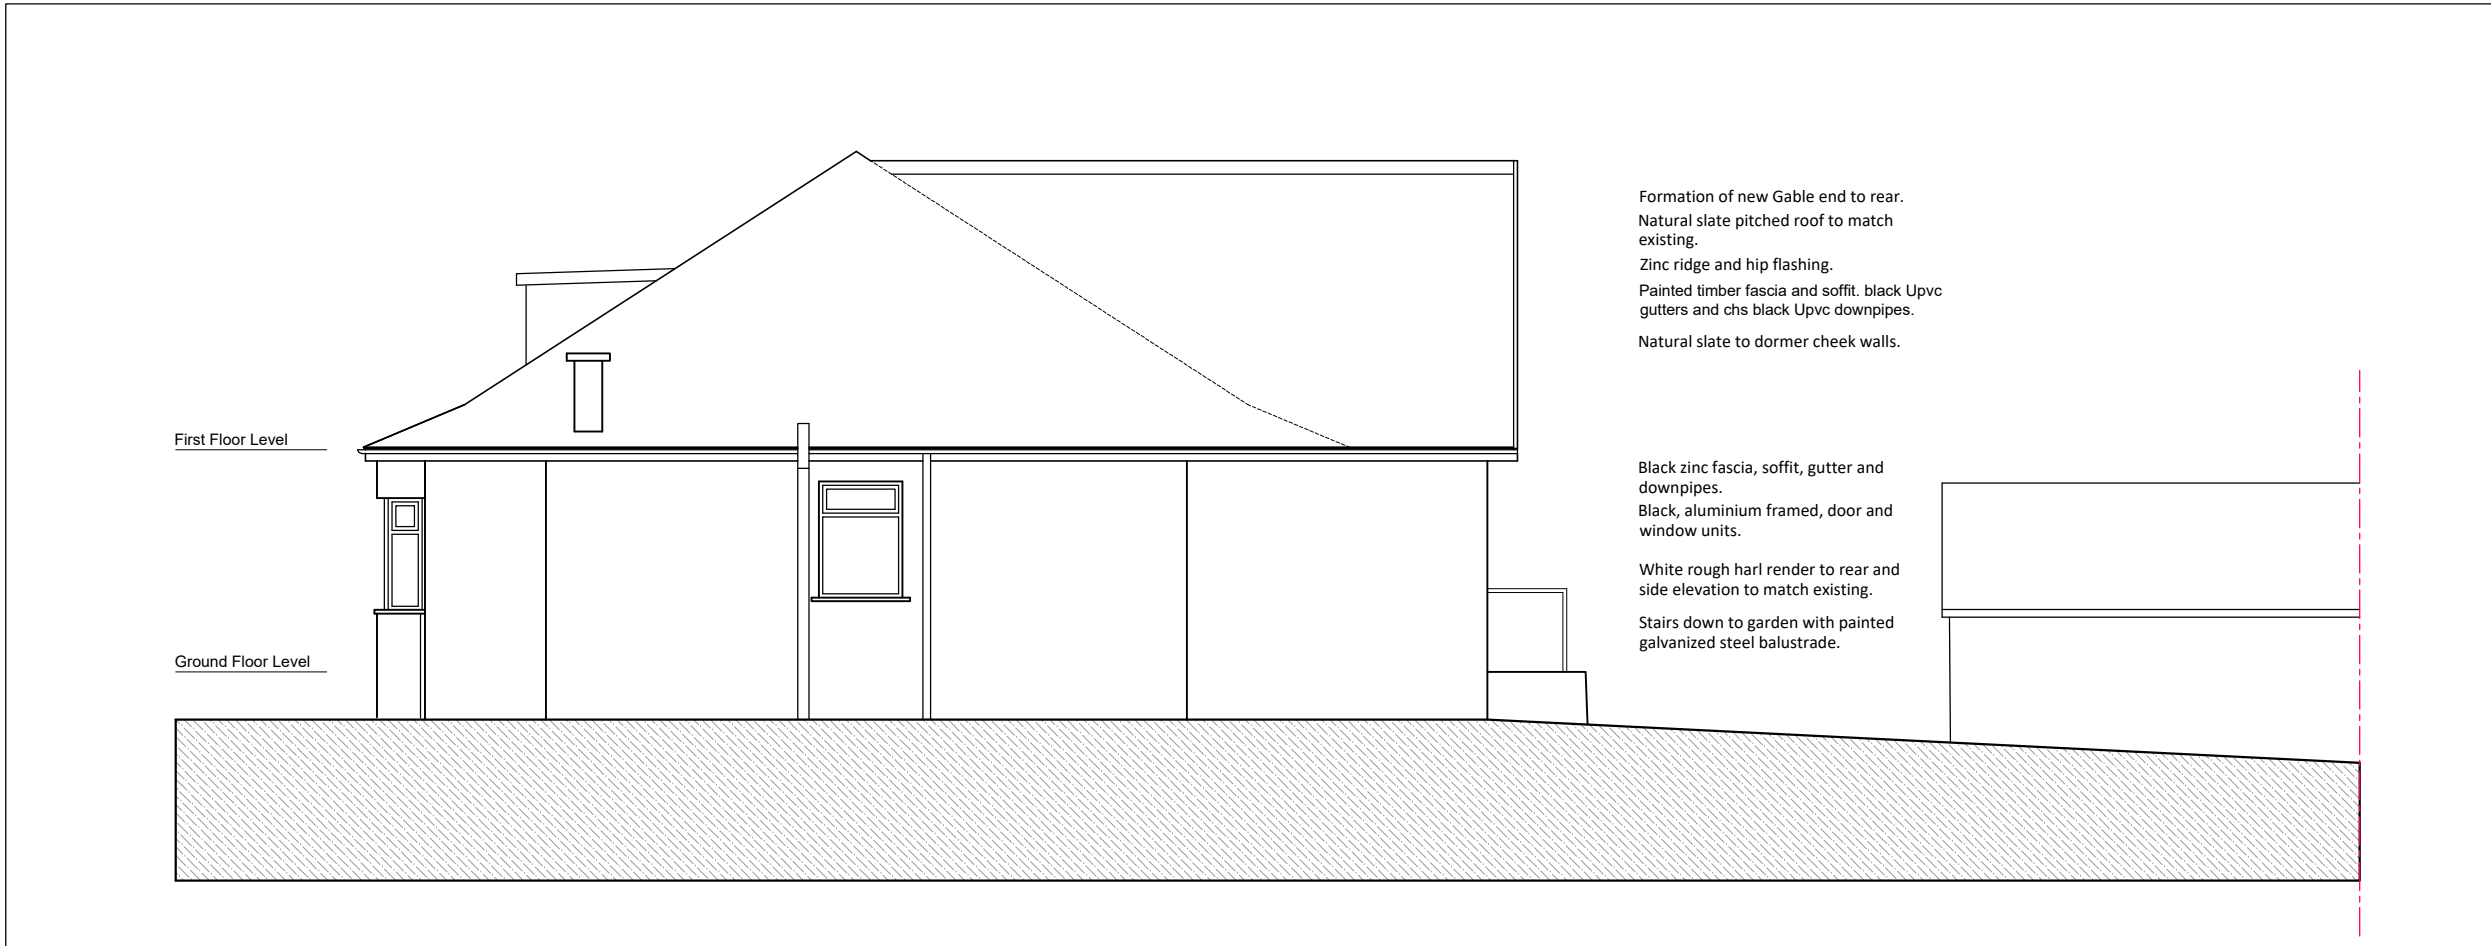 Formation of new Gable end to rear.
Natural slate pitched roof to match
existing.
Zinc ridge and hip flashing.
Painted timber fascia and soffit. black Upvc
gutters and chs black Upvc downpipes.
Natural slate to dormer cheek walls.
First Floor Level
Black zinc fascia, soffit, gutter and
downpipes.
Black, aluminium framed, door and
window units.
White rough harl render to rear and
side elevation to match existing.
Stairs down to garden with painted
galvanized steel balustrade.
Ground Floor Level